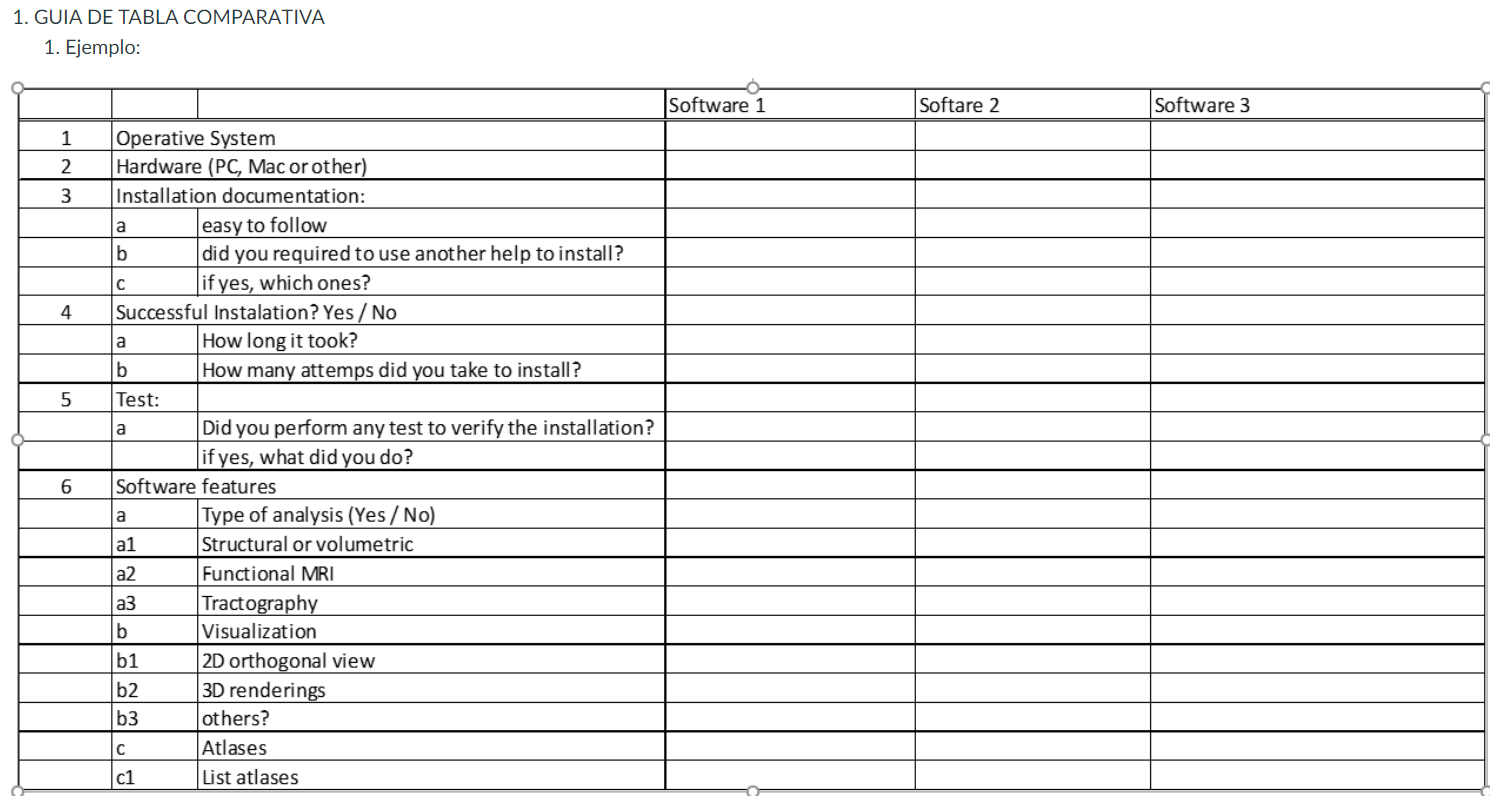 1. GUIA DE TABLA COMPARATIVA
1. Ejemplo:
Software 1 Softare 2 Software 3
1 Operative System
2 Hardware (PC, Mac or other)
3 Installation documentation:
a easy to follow
b did you required to use another help to install?
c if yes, which ones?
4 Successful Instalation? Yes / No
a How long it took?
b How many attemps did you take to install?
5 Test:
a Did you perform any test to verify the installation?
if yes, what did you do?
6 Software features
a Type of analysis (Yes / No)
a1 Structural or volumetric
a2 Functional MRI
a3 Tractography
b Visualization
b1 2D orthogonal view
b2 3D renderings
b3 others?
c Atlases
c1 List atlases